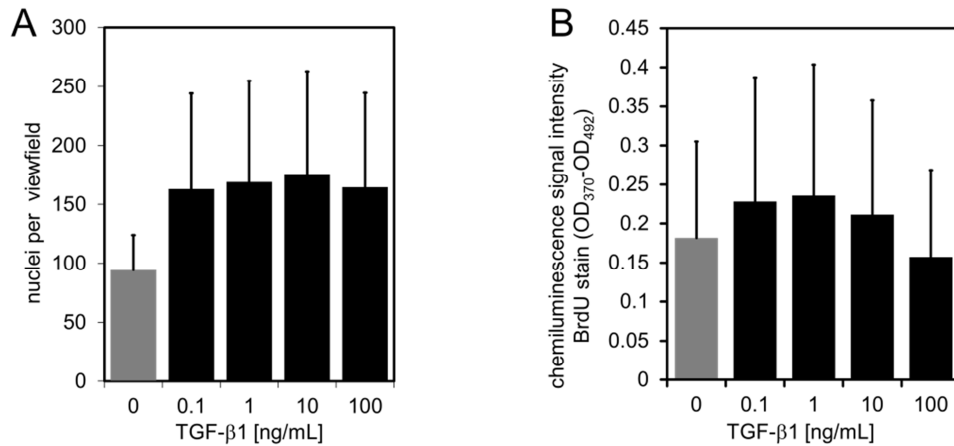 A
300
250
200
150
100
50
0
nuclei per viewfield
0 0.1 1 10 100
TGF-β1 [ng/mL]
B
0.45
0.4
0.35
0.3
0.25
0.2
0.15
0.1
0.05
0
chemiluminescence signal intensity
BrdU stain (OD370-OD492)
0 0.1 1 10 100
TGF-β1 [ng/mL]